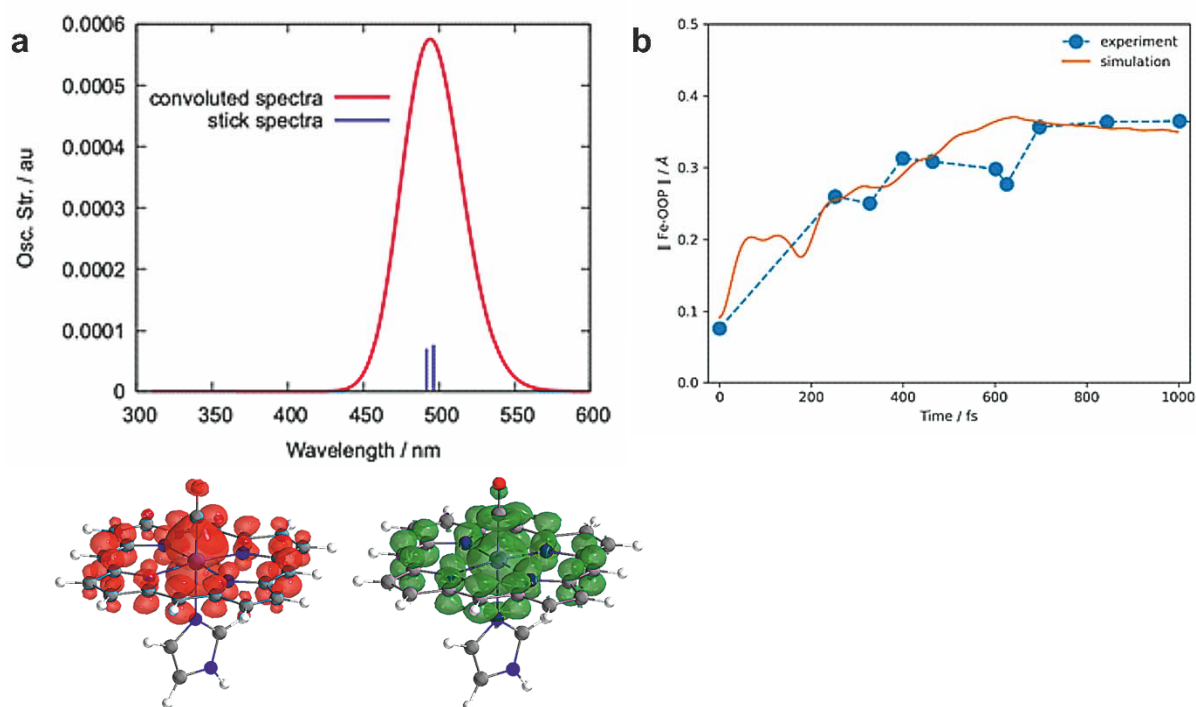 a
0.0006
0.0005
0.0004
0.0003
0.0002
0.0001
0
Osc. Str. / au
convoluted spectra
stick spectra
300 350 400 450 500 550 600
Wavelength / nm
b
0.5
0.4
0.3
0.2
0.1
0.0
‖ Fe-OOP ‖ / Å
experiment
simulation
0 200 400 600 800 1000
Time / fs